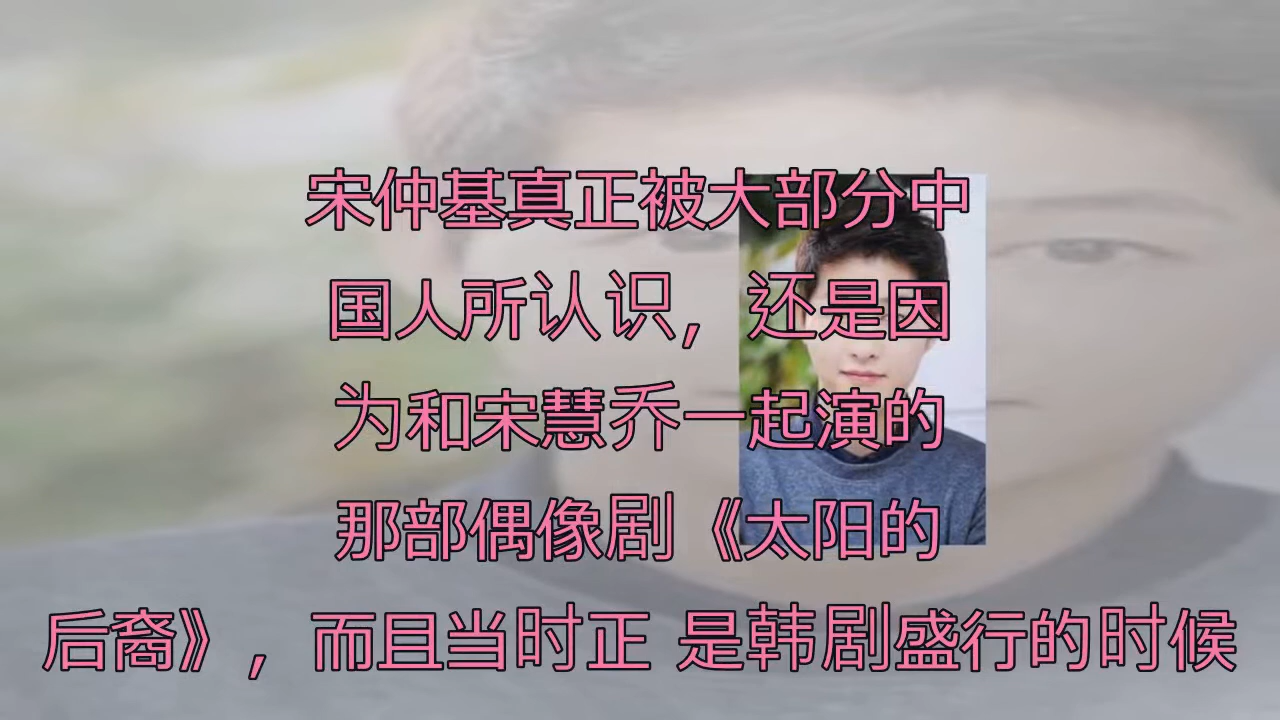 宋仲基真正被大部分中
国人所认识，还是因
为和宋慧乔一起演的
那部偶像剧《太阳的
后裔》，而且当时正 是韩剧盛行的时候